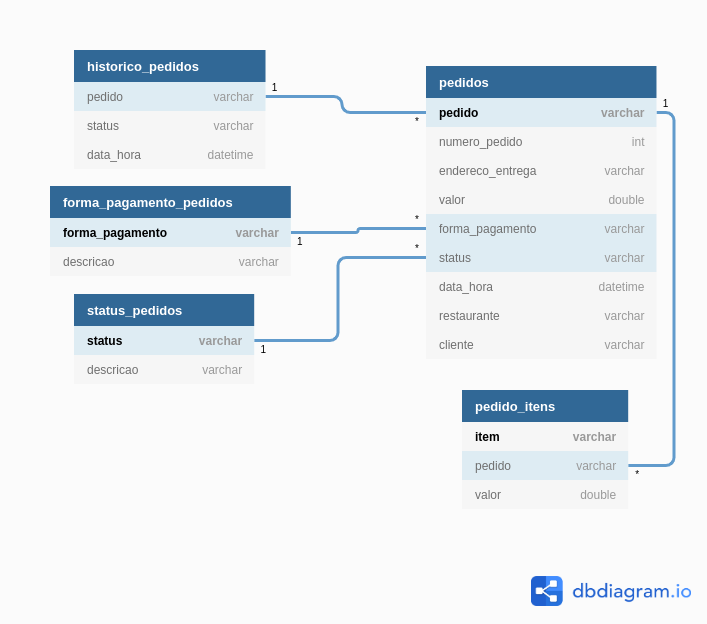 historico_pedidos
pedido varchar
status varchar
data_hora datetime
1
*
pedidos
pedido varchar
numero_pedido int
endereco_entrega varchar
valor double
forma_pagamento varchar
status varchar
data_hora datetime
restaurante varchar
cliente varchar
1
forma_pagamento_pedidos
forma_pagamento varchar
descricao varchar
1
*
*
status_pedidos
status varchar
descricao varchar
1
pedido_itens
item varchar
pedido varchar
valor double
*
dbdiagram.io